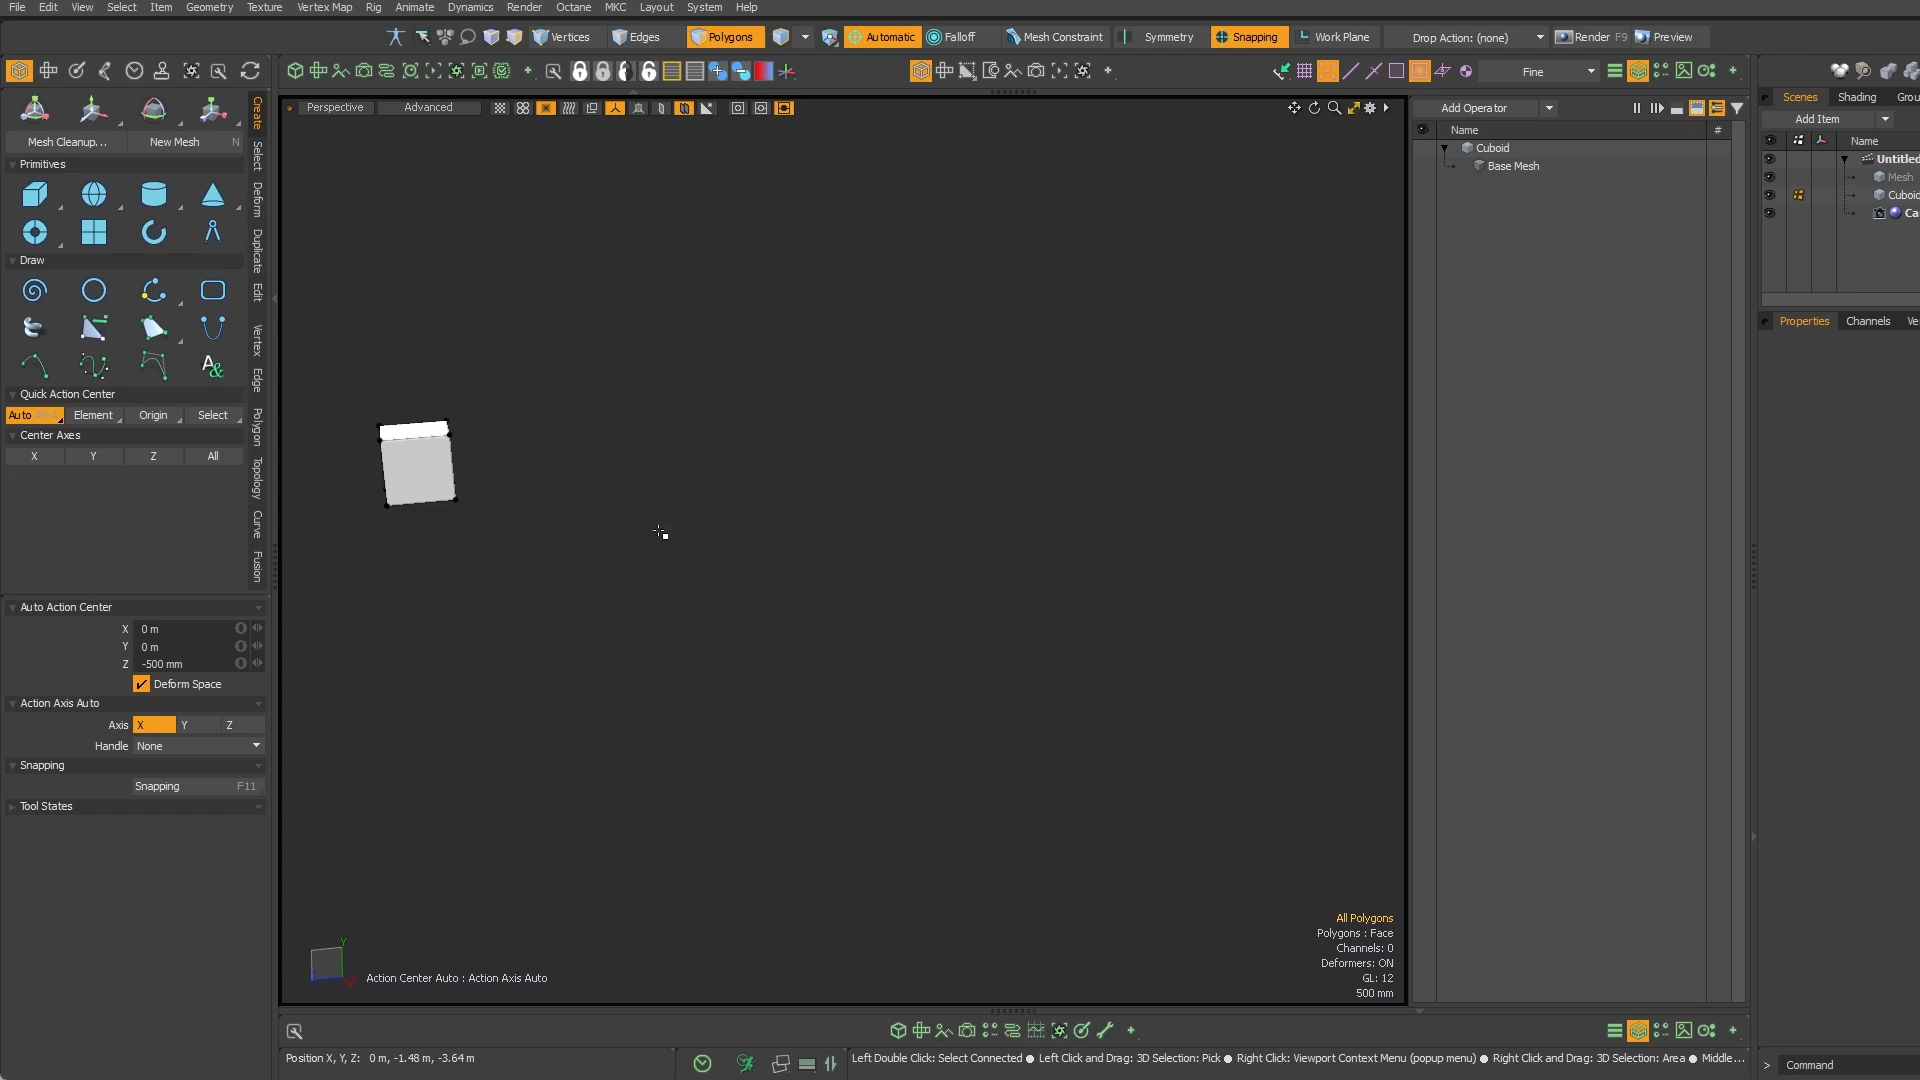 File Edit View Select Item Geometry Texture Vertex Map Rig Animate Dynamics Render Octane MKC Layout System Help
Vertices Edges Polygons Automatic Falloff Mesh Constraint Symmetry Snapping Work Plane Drop Action: (none) Render F9 Preview
Fine
Perspective Advanced
Add Operator
Scenes Shading Grou
Add Item
Name #
Name
Cuboid
Base Mesh
Untitled
Mesh
Cuboid
Ca
Properties Channels Ve
Mesh Cleanup... New Mesh N
Primitives
Draw
Quick Action Center
Auto Element Origin Select
Center Axes
X Y Z All
Create
Select
Deform
Duplicate
Edit
Vertex
Edge
Polygon
Topology
Curve
Fusion
Auto Action Center
X 0 m
Y 0 m
Z -500 mm
Deform Space
Action Axis Auto
Axis X Y Z
Handle None
Snapping
Snapping F11
Tool States
Y
Action Center Auto : Action Axis Auto
All Polygons
Polygons : Face
Channels: 0
Deformers: ON
GL: 12
500 mm
Position X, Y, Z: 0 m, -1.48 m, -3.64 m
Left Double Click: Select Connected ● Left Click and Drag: 3D Selection: Pick ● Right Click: Viewport Context Menu (popup menu) ● Right Click and Drag: 3D Selection: Area ● Middle...
> Command